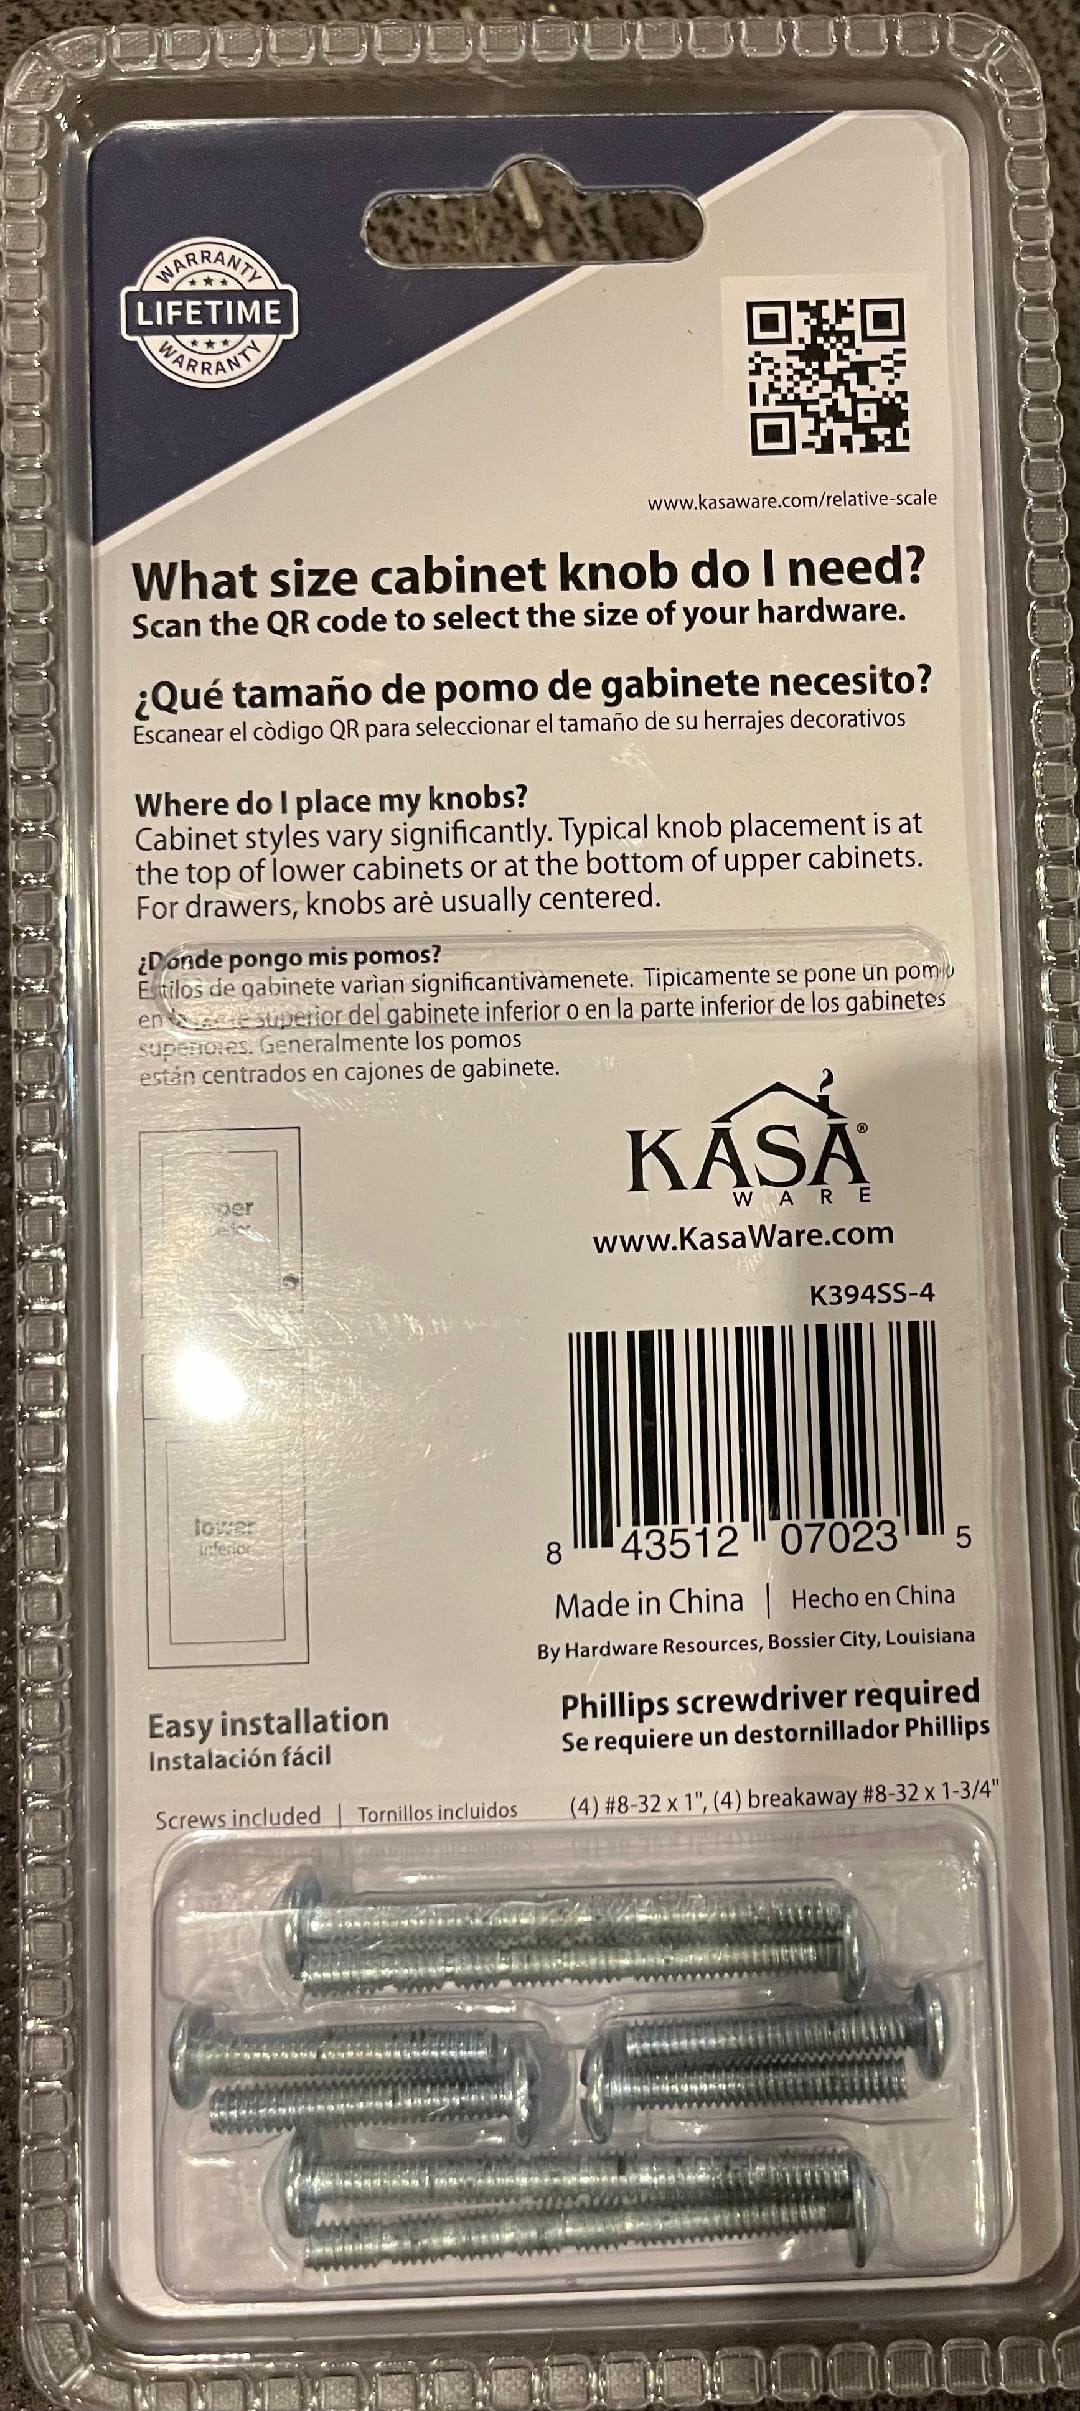 WARRANTY
LIFETIME
WARRANTY
www.kasaware.com/relative-scale
What size cabinet knob do I need?
Scan the QR code to select the size of your hardware.
¿Qué tamaño de pomo de gabinete necesito?
Escanear el còdigo QR para seleccionar el tamaño de su herrajes decorativos
Where do I place my knobs?
Cabinet styles vary significantly. Typical knob placement is at
the top of lower cabinets or at the bottom of upper cabinets.
For drawers, knobs arè usually centered.
¿Dónde pongo mis pomos?
Estilos de gabinete varìan significantivamenete. Tipicamente se pone un pomo
en superior del gabinete inferior o en la parte inferior de los gabinetes
superiores. Generalmente los pomos
están centrados en cajones de gabinete.
KASA®
WARE
www.KasaWare.com
K394SS-4
lower
inferior
8 43512 07023 5
Made in China | Hecho en China
By Hardware Resources, Bossier City, Louisiana
Easy installation
Instalación fácil
Phillips screwdriver required
Se requiere un destornillador Phillips
Screws included | Tornillos incluidos
(4) #8-32 x 1", (4) breakaway #8-32 x 1-3/4"